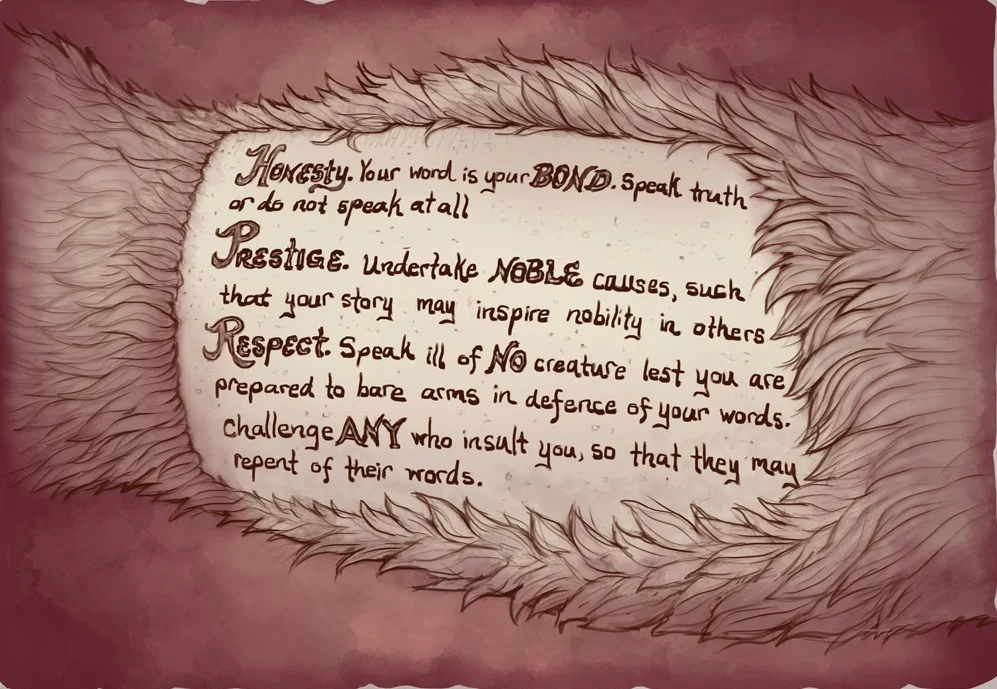 Honesty. Your word is your BOND. Speak truth
or do not speak at all
Prestige. Undertake NOBLE causes, such
that your story may inspire nobility in others
Respect. Speak ill of NO creature lest you are
prepared to bare arms in defence of your words.
challenge ANY who insult you, so that they may
repent of their words.